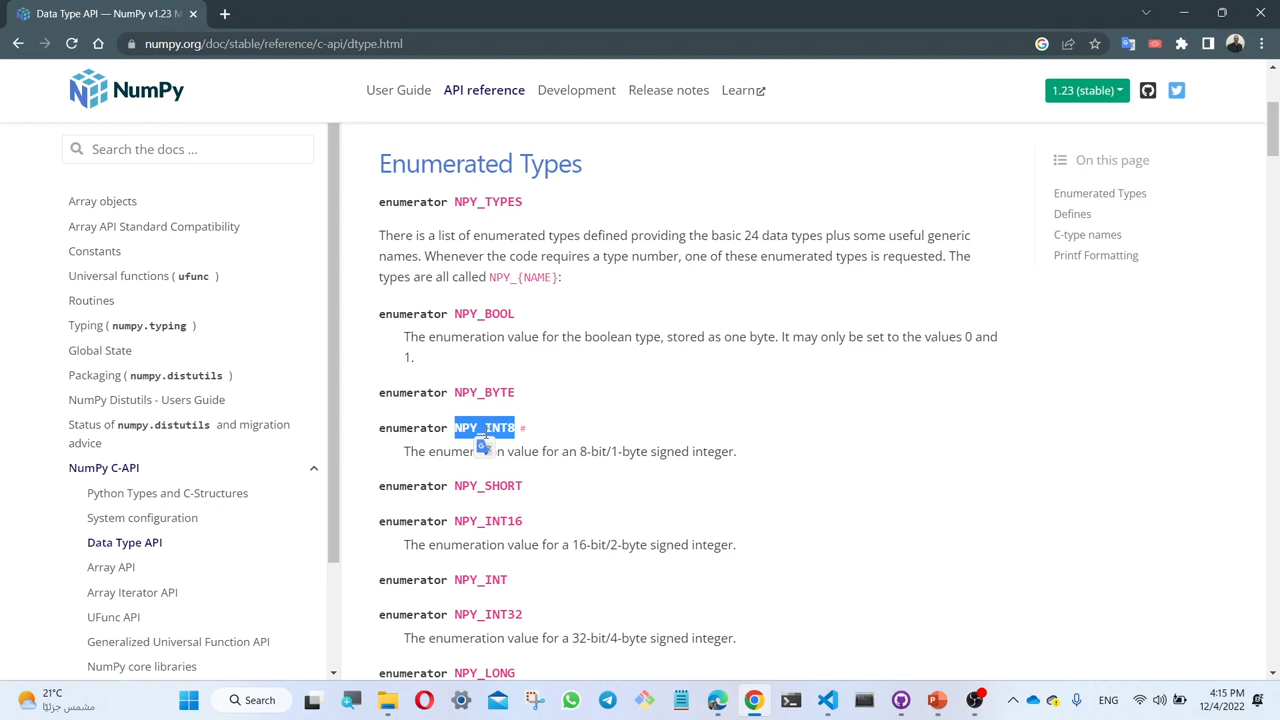 Data Type API — NumPy v1.23 M
numpy.org/doc/stable/reference/c-api/dtype.html
NumPy
User Guide
API reference
Development
Release notes
Learn
1.23 (stable)
Search the docs ...
Array objects
Array API Standard Compatibility
Constants
Universal functions ( ufunc )
Routines
Typing ( numpy.typing )
Global State
Packaging ( numpy.distutils )
NumPy Distutils - Users Guide
Status of numpy.distutils and migration
advice
NumPy C-API
Python Types and C-Structures
System configuration
Data Type API
Array API
Array Iterator API
UFunc API
Generalized Universal Function API
NumPy core libraries
Enumerated Types
enumerator NPY_TYPES
There is a list of enumerated types defined providing the basic 24 data types plus some useful generic
names. Whenever the code requires a type number, one of these enumerated types is required. The
types are all called NPY_{NAME}:
enumerator NPY_BOOL
The enumeration value for the boolean type, stored as one byte. It may only be set to the values 0 and
1.
enumerator NPY_BYTE
enumerator NPY_INT8 #
The enumeration value for an 8-bit/1-byte signed integer.
enumerator NPY_SHORT
enumerator NPY_INT16
The enumeration value for a 16-bit/2-byte signed integer.
enumerator NPY_INT
enumerator NPY_INT32
The enumeration value for a 32-bit/4-byte signed integer.
enumerator NPY_LONG
On this page
Enumerated Types
Defines
C-type names
Printf Formatting
21°C
مشمس جزئيًا
Search
ENG
4:15 PM
12/4/2022